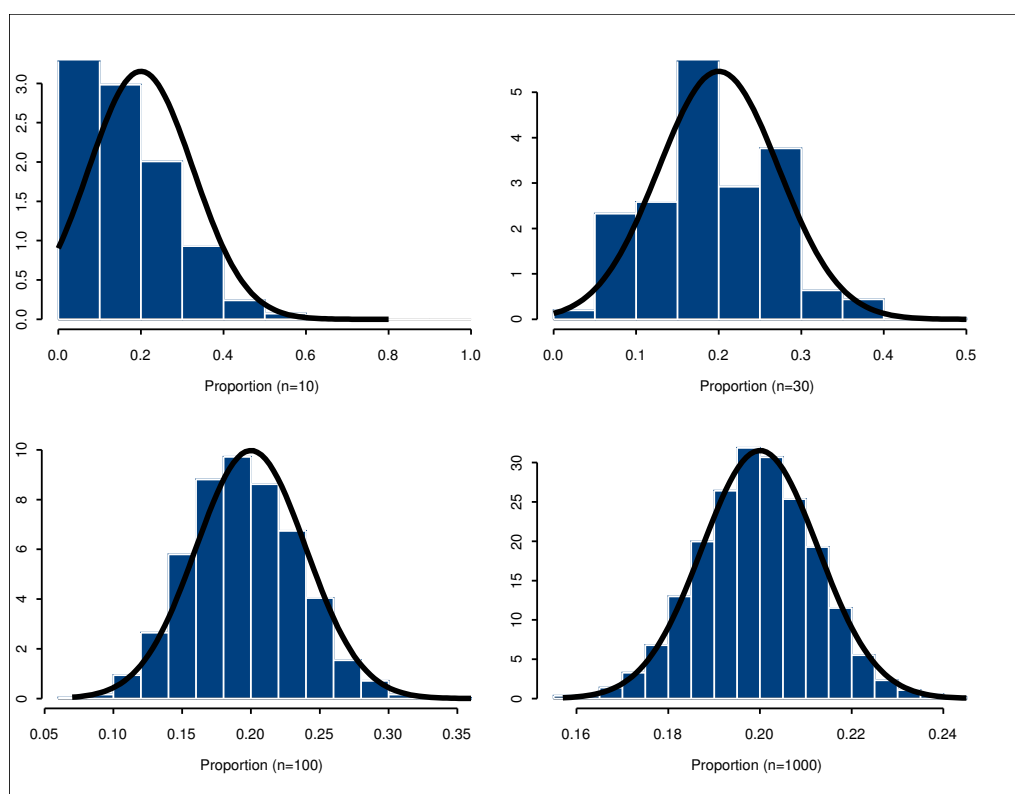 0.0 0.5 1.0 1.5 2.0 2.5 3.0
0.0 0.2 0.4 0.6 0.8 1.0
Proportion (n=10)
0 1 2 3 4 5
0.0 0.1 0.2 0.3 0.4 0.5
Proportion (n=30)
0 2 4 6 8 10
0.05 0.10 0.15 0.20 0.25 0.30 0.35
Proportion (n=100)
0 5 10 15 20 25 30
0.16 0.18 0.20 0.22 0.24
Proportion (n=1000)